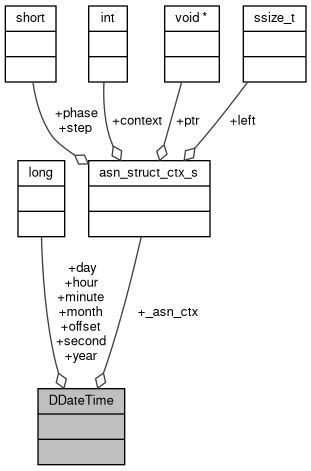 short
int
void *
ssize_t
+phase
+step
+context
+ptr
+left
long
asn_struct_ctx_s
+day
+hour
+minute
+month
+offset
+second
+year
+_asn_ctx
DDateTime